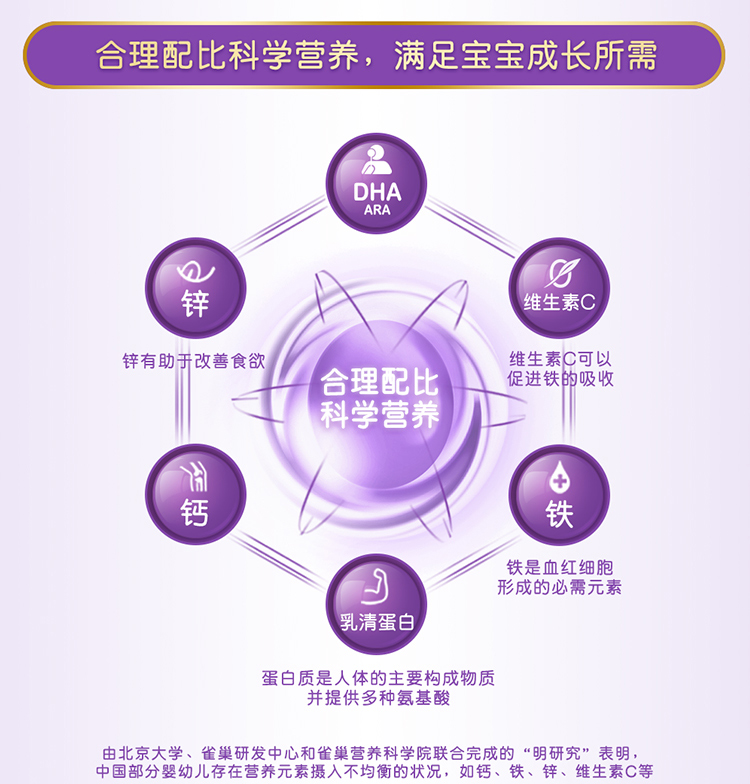 合理配比科学营养，满足宝宝成长所需
DHA
ARA
锌
锌有助于改善食欲
维生素C
维生素C可以
促进铁的吸收
合理配比
科学营养
钙
铁
铁是血红细胞
形成的必需元素
乳清蛋白
蛋白质是人体的主要构成物质
并提供多种氨基酸
由北京大学、雀巢研发中心和雀巢营养科学院联合完成的“明研究”表明，
中国部分婴幼儿存在营养元素摄入不均衡的状况，如钙、铁、锌、维生素C等